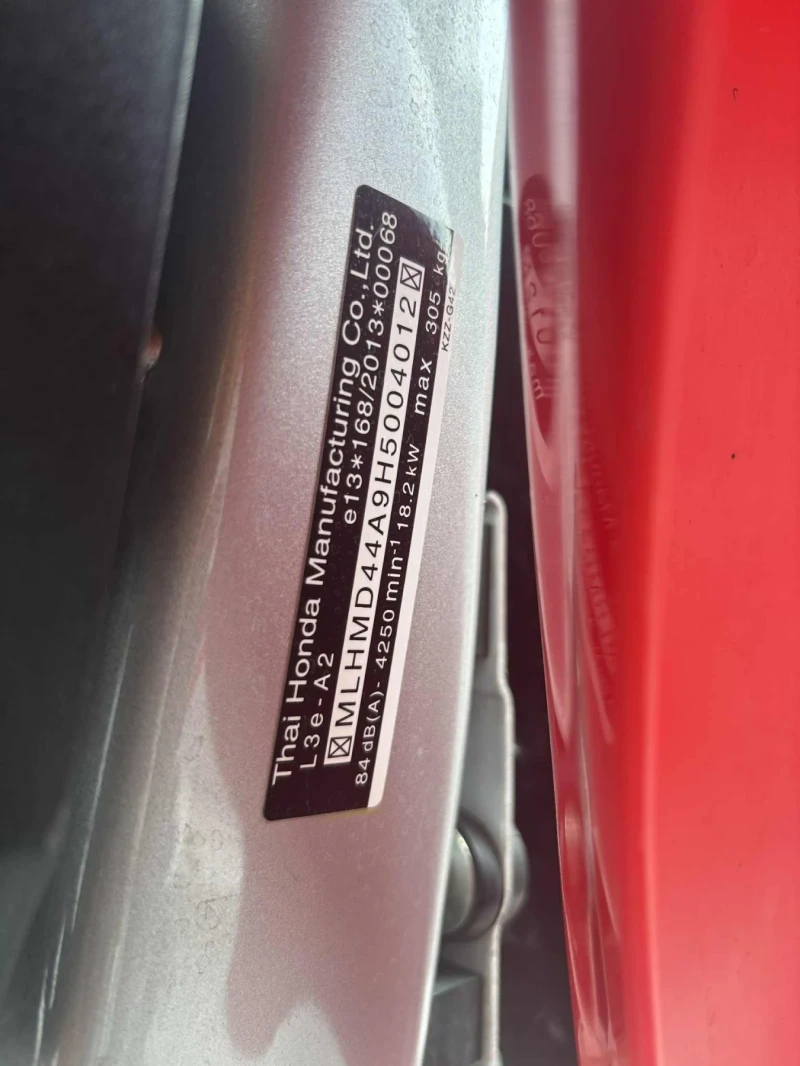 Thai Honda Manufacturing Co.,Ltd.
L3e-A2 e13*168/2013*00068
MLHMD44A9H5004012
84 dB(A)- 4250 min-1 18.2 kW max 305 kg
KZZ-G42